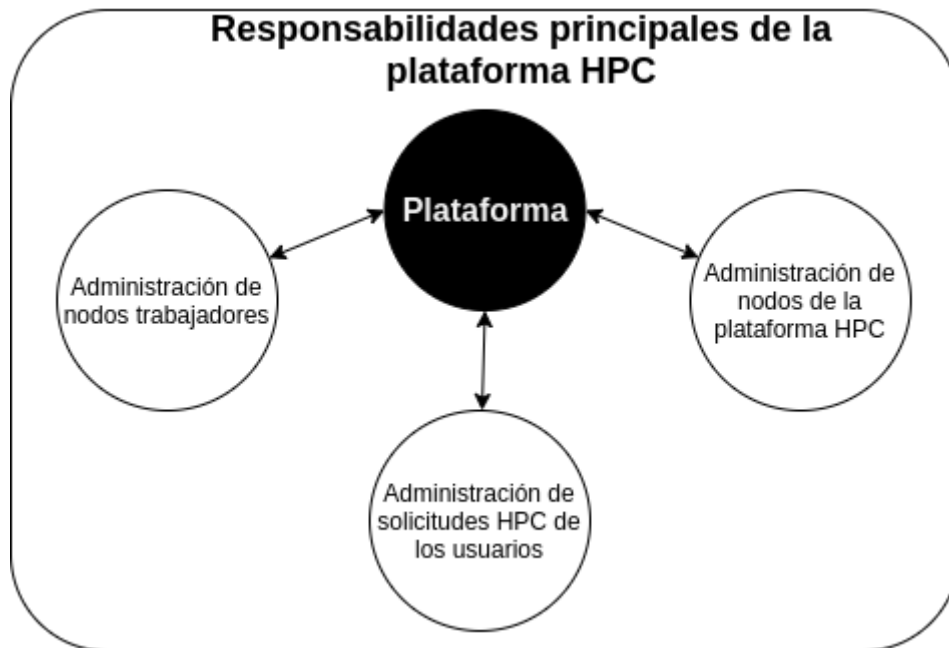 Responsabilidades principales de la
plataforma HPC
Plataforma
Administración de
nodos trabajadores
Administración de
nodos de la
plataforma HPC
Administración de
solicitudes HPC de
los usuarios